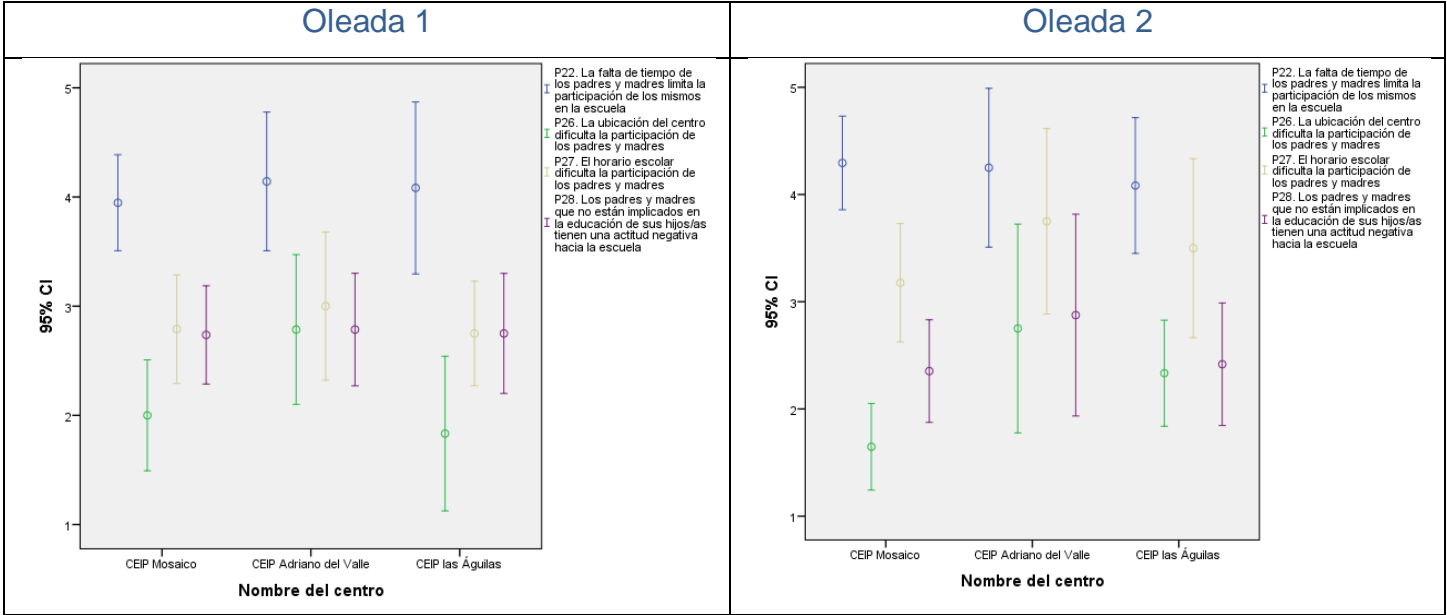 Oleada 1
Oleada 2
5
4
3
2
1
95% CI
CEIP Mosaico
CEIP Adriano del Valle
CEIP las Águilas
Nombre del centro
P22. La falta de tiempo de
los padres y madres limita la
participación de los mismos
en la escuela
P26. La ubicación del centro
dificulta la participación de
los padres y madres
P27. El horario escolar
dificulta la participación de
los padres y madres
P28. Los padres y madres
que no están implicados en
la educación de sus hijos/as
tienen una actitud negativa
hacia la escuela
5
4
3
2
1
95% CI
CEIP Mosaico
CEIP Adriano del Valle
CEIP las Águilas
Nombre del centro
P22. La falta de tiempo de
los padres y madres limita la
participación de los mismos
en la escuela
P26. La ubicación del centro
dificulta la participación de
los padres y madres
P27. El horario escolar
dificulta la participación de
los padres y madres
P28. Los padres y madres
que no están implicados en
la educación de sus hijos/as
tienen una actitud negativa
hacia la escuela